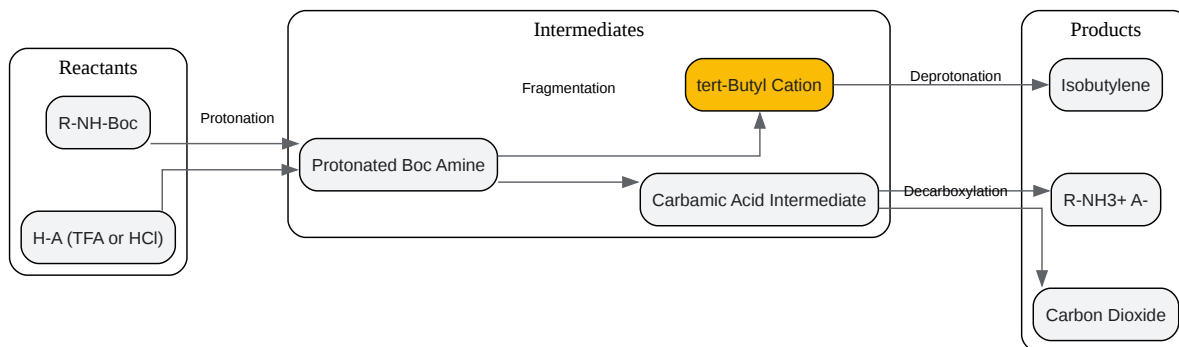 Reactants
R-NH-Boc
H-A (TFA or HCl)
Protonation
Intermediates
Protonated Boc Amine
Fragmentation
tert-Butyl Cation
Carbamic Acid Intermediate
Deprotonation
Decarboxylation
Products
Isobutylene
R-NH3+ A-
Carbon Dioxide